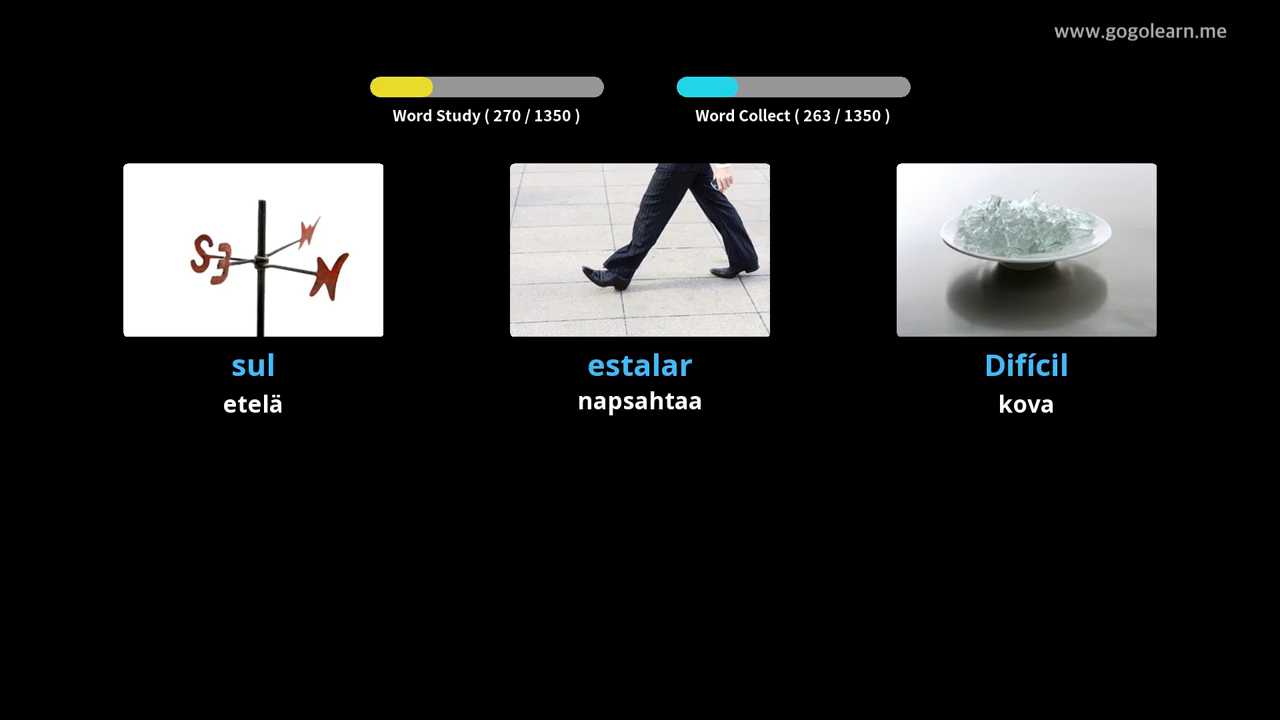 www.gogolearn.me
Word Study ( 270 / 1350 )
Word Collect ( 263 / 1350 )
S
E
N
sul
estalar
Difícil
etelä
napsahtaa
kova